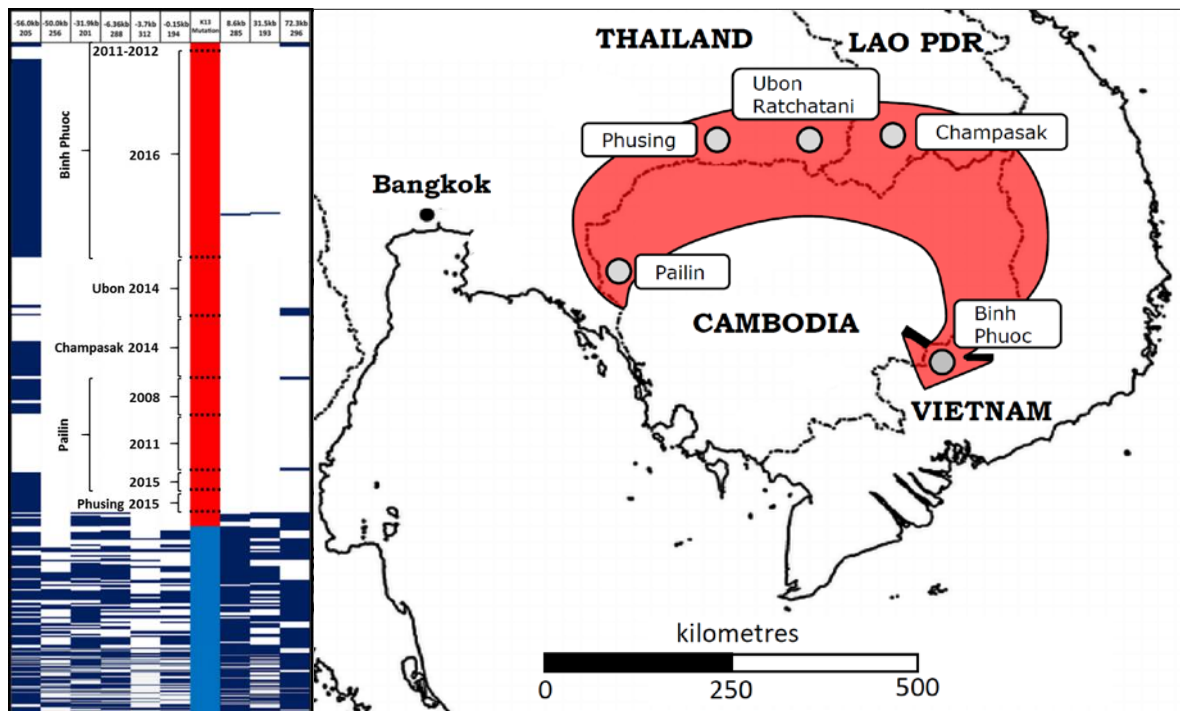 -56.0kb -50.0kb -31.9kb -6.36kb -3.7kb -0.15kb K13 8.6kb 31.5kb 72.3kb
205 256 201 288 312 194 Mutation 285 193 296
2011-2012
Binh Phuoc
2016
Ubon 2014
Champasak 2014
Pailin
2008
2011
2015
Phusing 2015
THAILAND
LAO PDR
Ubon
Ratchatani
Phusing
Champasak
Bangkok
Pailin
CAMBODIA
Binh
Phuoc
VIETNAM
kilometres
0 250 500